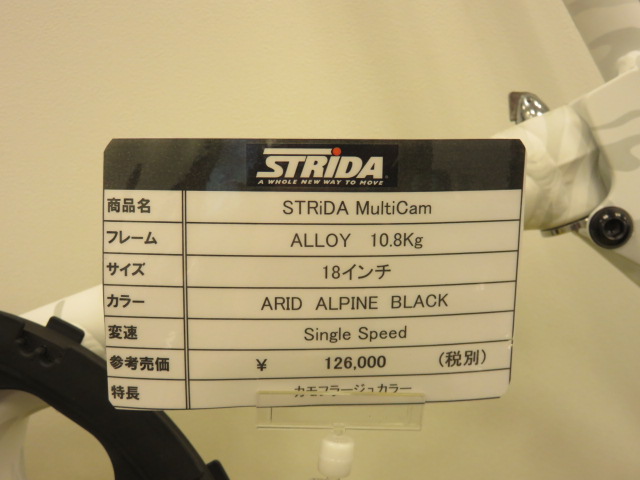 STRiDA
A WHOLE NEW WAY TO MOVE
商品名 STRiDA MultiCam
フレーム ALLOY 10.8Kg
サイズ 18インチ
カラー ARID ALPINE BLACK
変速 Single Speed
参考売価 ¥ 126,000 (税別)
特長 カモフラージュカラー